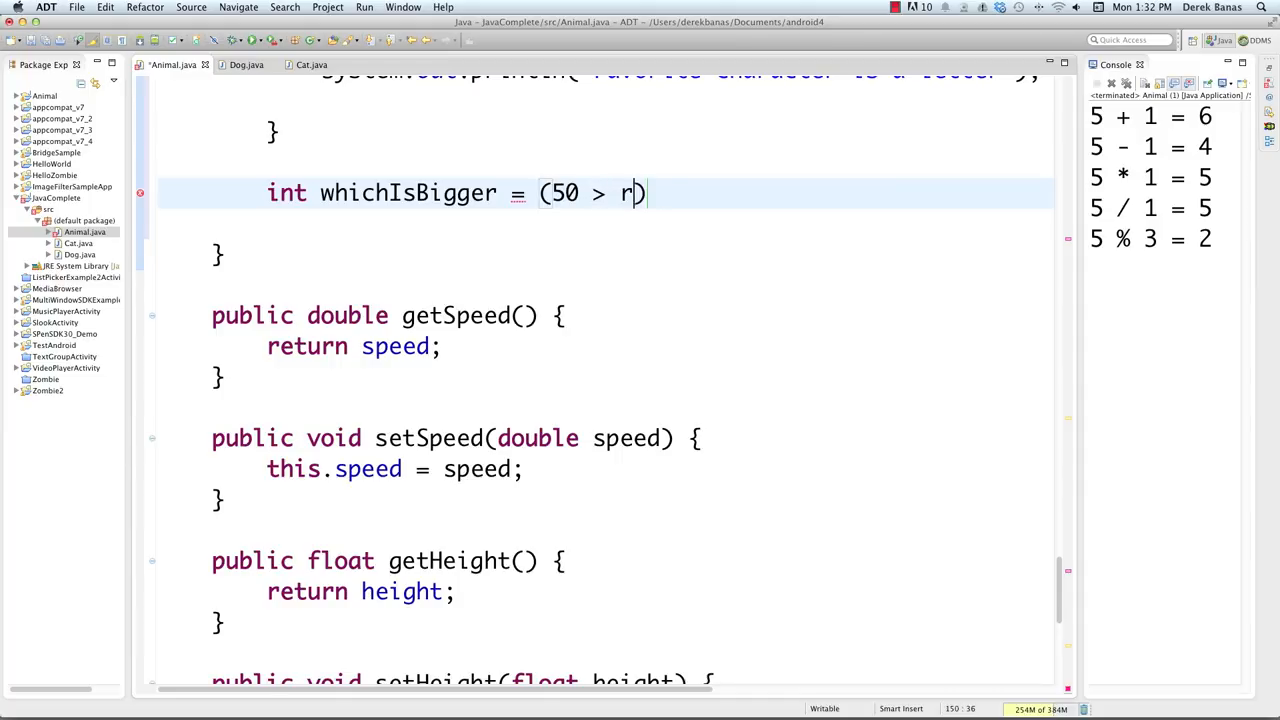 ADT File Edit Refactor Source Navigate Search Project Run Window Help 10 Mon 1:32 PM Derek Banas
Java - JavaComplete/src/Animal.java - ADT - /Users/derekbanas/Documents/android4
Quick Access Java DDMS
Package Exp
*Animal.java Dog.java Cat.java
Console
<terminated> Animal (1) [Java Application] /S
Animal
appcompat_v7
appcompat_v7_2
appcompat_v7_3
appcompat_v7_4
BridgeSample
HelloWorld
HelloZombie
ImageFilterSampleApp
JavaComplete
src
(default package)
Animal.java
Cat.java
Dog.java
JRE System Library [Ja
ListPickerExample2Activi
MediaBrowser
MultiWindowSDKExample
MusicPlayerActivity
SlookActivity
SPenSDK30_Demo
TestAndroid
TextGroupActivity
VideoPlayerActivity
Zombie
Zombie2
System.out.println("Favorite character is a letter");
}
int whichIsBigger = (50 > r)
}
public double getSpeed() {
return speed;
}
public void setSpeed(double speed) {
this.speed = speed;
}
public float getHeight() {
return height;
}
public void setHeight(float height) {
5 + 1 = 6
5 - 1 = 4
5 * 1 = 5
5 / 1 = 5
5 % 3 = 2
Writable Smart Insert 150 : 36 254M of 384M